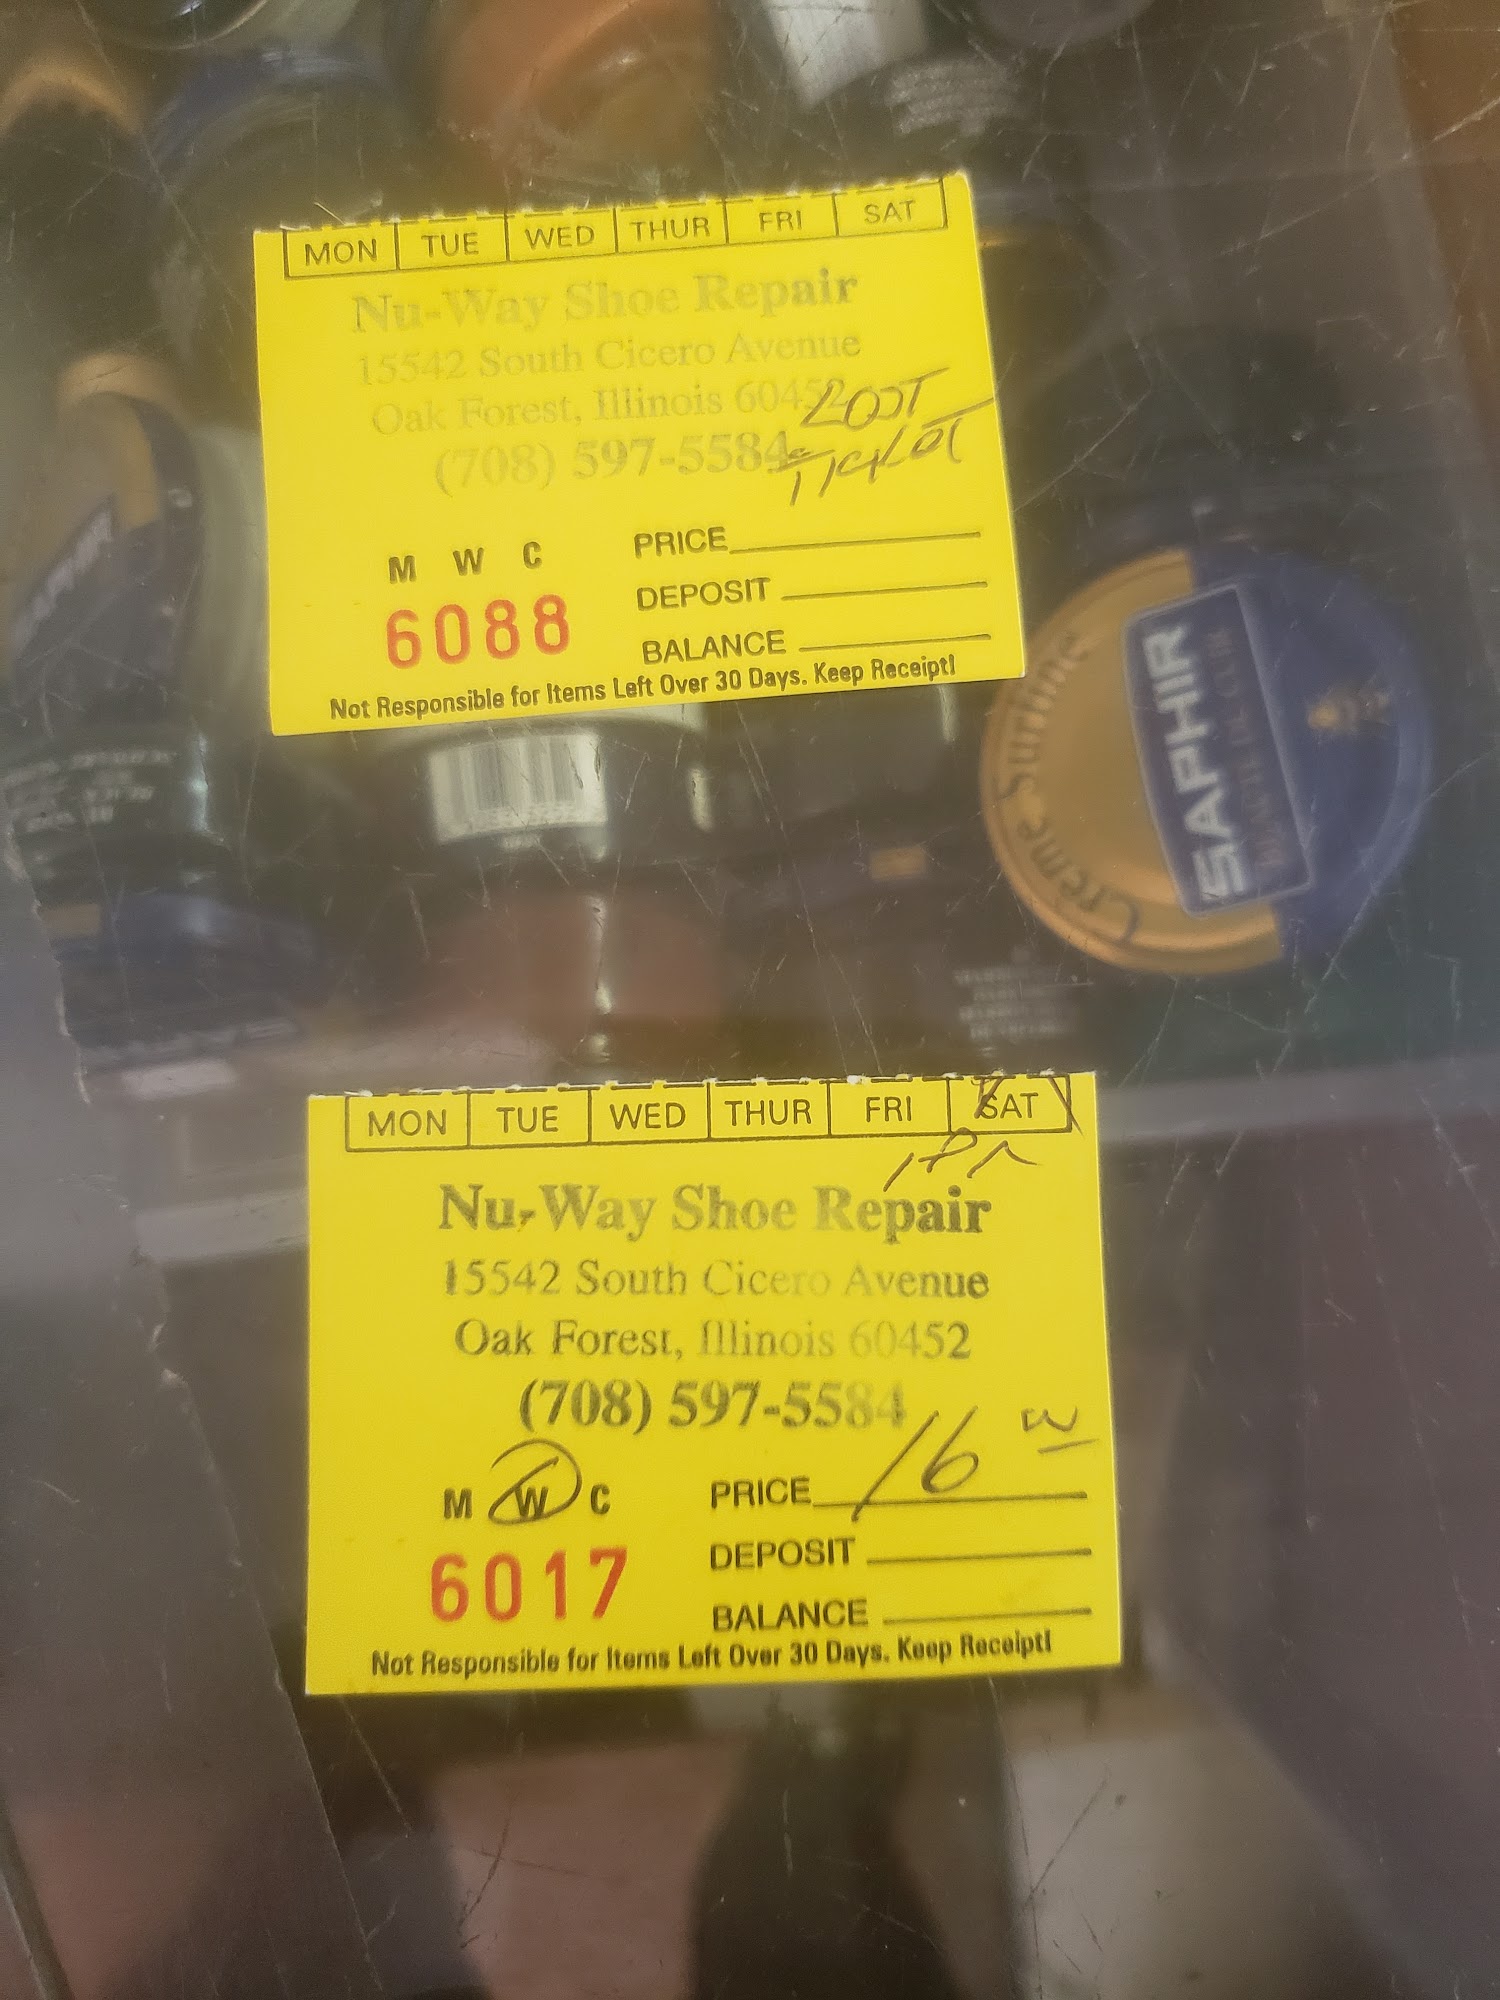 MON TUE WED THUR FRI SAT
Nu-Way Shoe Repair
15542 South Cicero Avenue
Oak Forest, Illinois 60452
LOST
(708) 597-5584
TICKET
M W C
6088
PRICE
DEPOSIT
BALANCE
Not Responsible for Items Left Over 30 Days. Keep Receipt!
Crème Surfine
SAPHIR
MON TUE WED THUR FRI SAT
1PM
Nu-Way Shoe Repair
15542 South Cicero Avenue
Oak Forest, Illinois 60452
(708) 597-5584
M W C
6017
PRICE 16
DEPOSIT
BALANCE
Not Responsible for Items Left Over 30 Days. Keep Receipt!